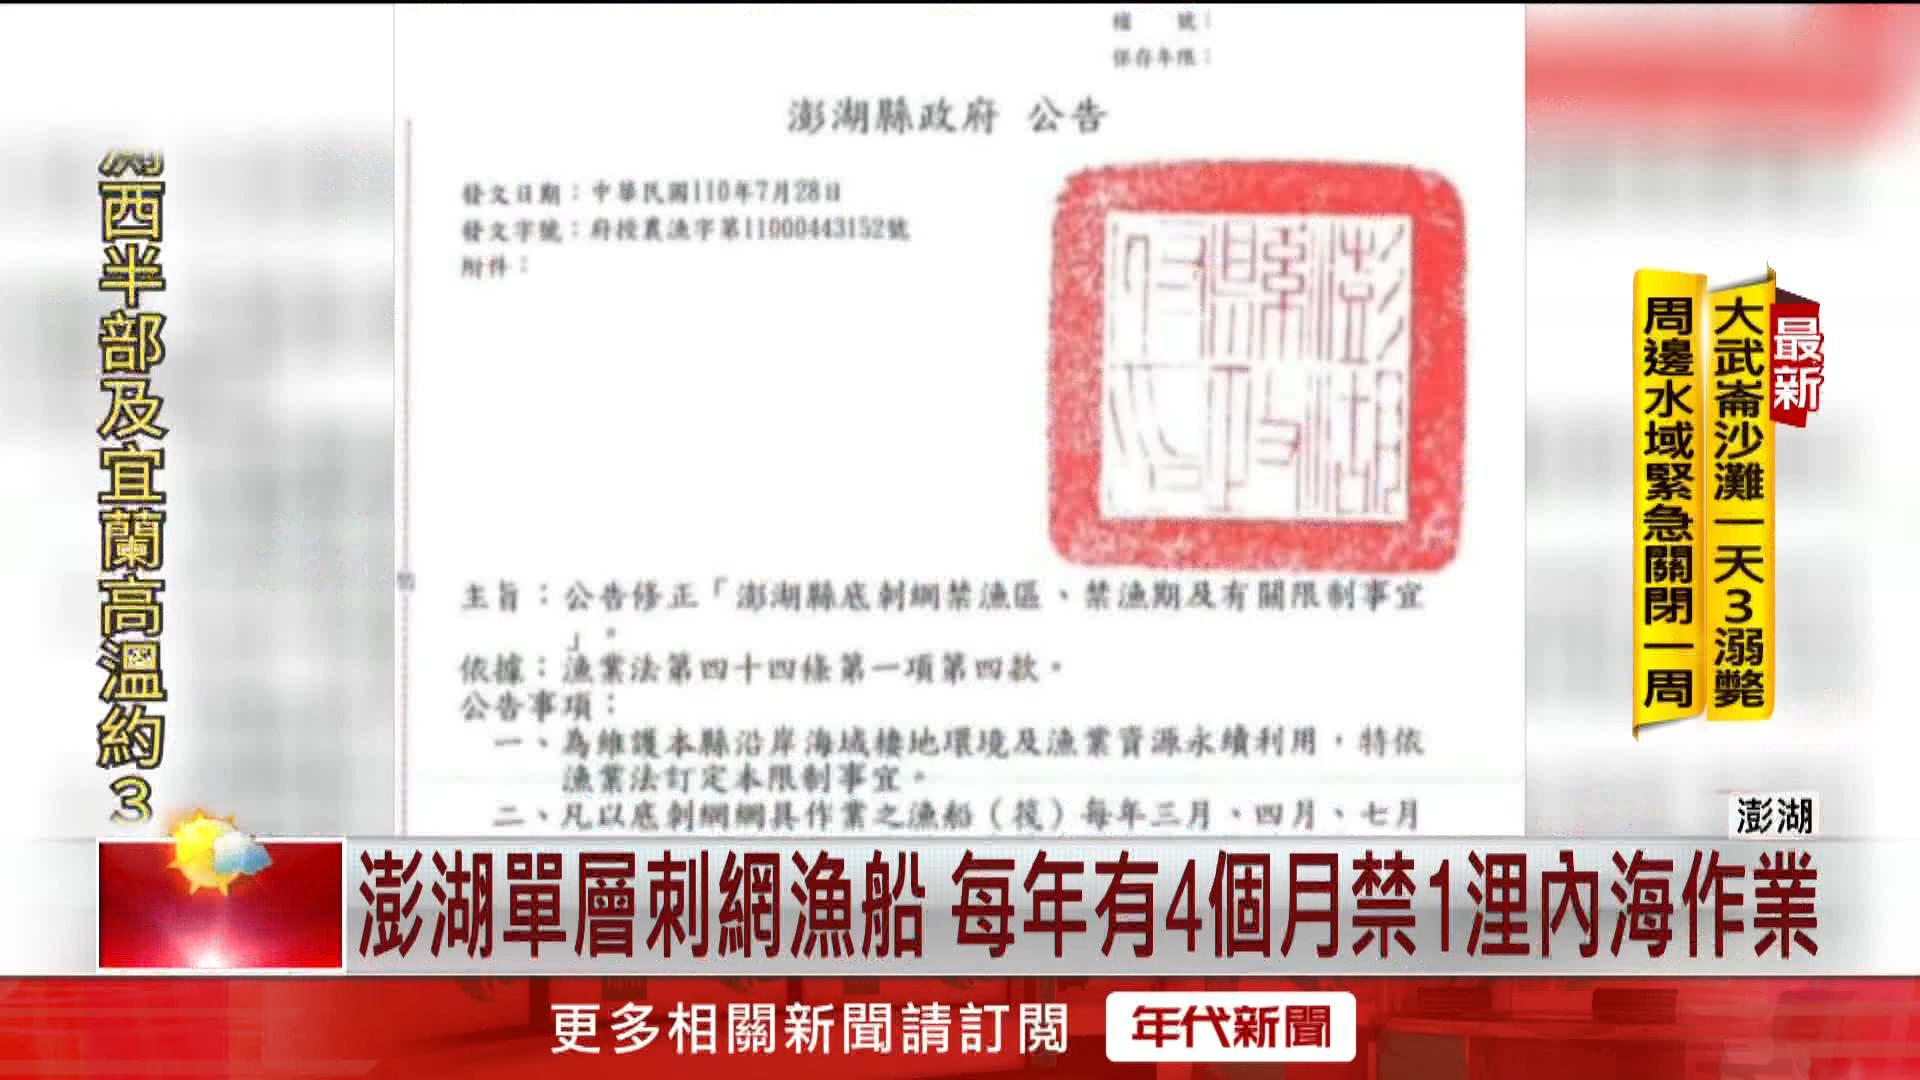 檔　號：
保存年限：
澎湖縣政府 公告
發文日期：中華民國110年7月28日
發文字號：府授農漁字第11000443152號
附件：
主旨：公告修正「澎湖縣底刺網禁漁區、禁漁期及有關限制事宜
」。
依據：漁業法第四十四條第一項第四款。
公告事項：
一、為維護本縣沿岸海域棲地環境及漁業資源永續利用，特依
漁業法訂定本限制事宜。
二、凡以底刺網網具作業之漁船（筏）每年三月、四月、七月
西半部及宜蘭高溫約3
最新
大武崙沙灘一天3溺斃
周邊水域緊急關閉一周
澎湖
澎湖單層刺網漁船 每年有4個月禁1浬內海作業
更多相關新聞請訂閱 年代新聞